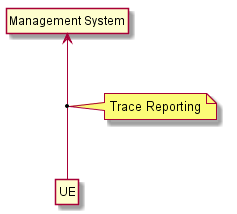 Management System
Trace Reporting
UE